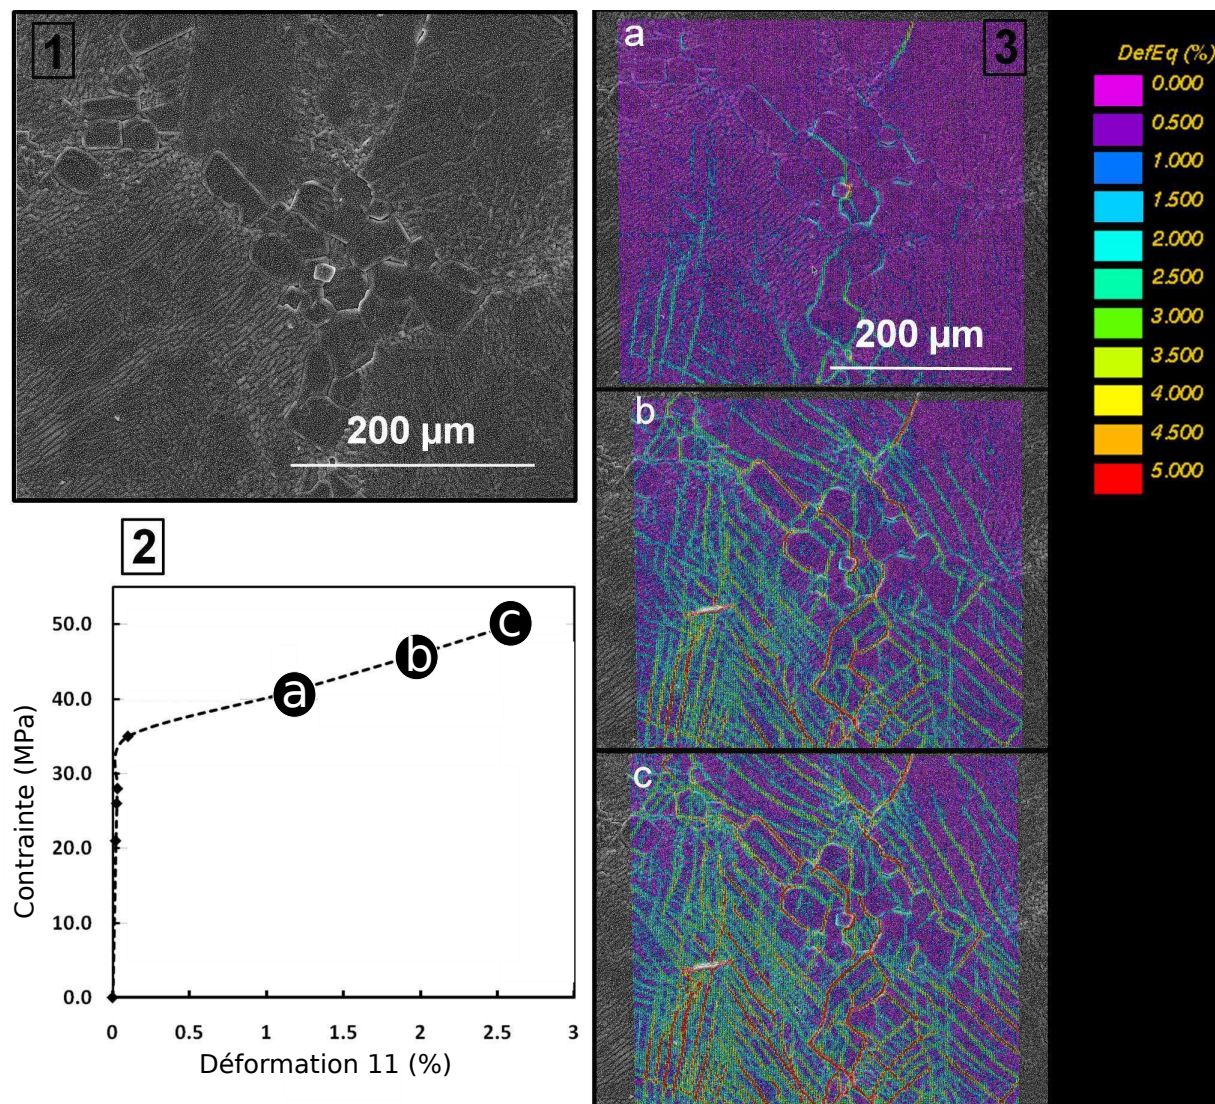 1
200 µm
2
50.0
40.0
30.0
20.0
10.0
0.0
0 0.5 1 1.5 2 2.5 3
Contrainte (MPa)
Déformation 11 (%)
a
b
c
a
3
200 µm
b
c
DefEq (%)
0.000
0.500
1.000
1.500
2.000
2.500
3.000
3.500
4.000
4.500
5.000